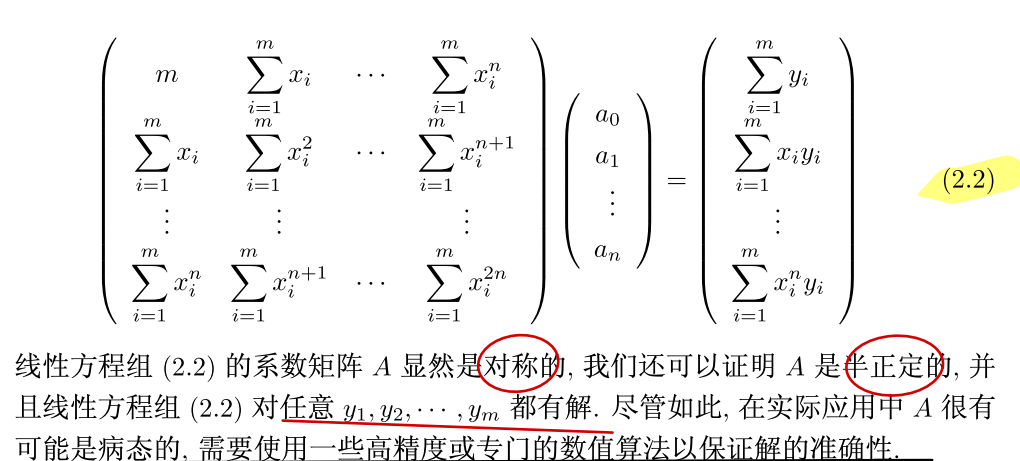 \begin{pmatrix} m & \sum_{i=1}^{m} x_i & \cdots & \sum_{i=1}^{m} x_i^n \\ \sum_{i=1}^{m} x_i & \sum_{i=1}^{m} x_i^2 & \cdots & \sum_{i=1}^{m} x_i^{n+1} \\ \vdots & \vdots & & \vdots \\ \sum_{i=1}^{m} x_i^n & \sum_{i=1}^{m} x_i^{n+1} & \cdots & \sum_{i=1}^{m} x_i^{2n} \end{pmatrix} \begin{pmatrix} a_0 \\ a_1 \\ \vdots \\ a_n \end{pmatrix} = \begin{pmatrix} \sum_{i=1}^{m} y_i \\ \sum_{i=1}^{m} x_i y_i \\ \vdots \\ \sum_{i=1}^{m} x_i^n y_i \end{pmatrix} (2.2)
线性方程组 (2.2) 的系数矩阵 A 显然是对称的, 我们还可以证明 A 是半正定的, 并
且线性方程组 (2.2) 对任意 y_1, y_2, ⋯ , y_m 都有解. 尽管如此, 在实际应用中 A 很有
可能是病态的, 需要使用一些高精度或专门的数值算法以保证解的准确性.